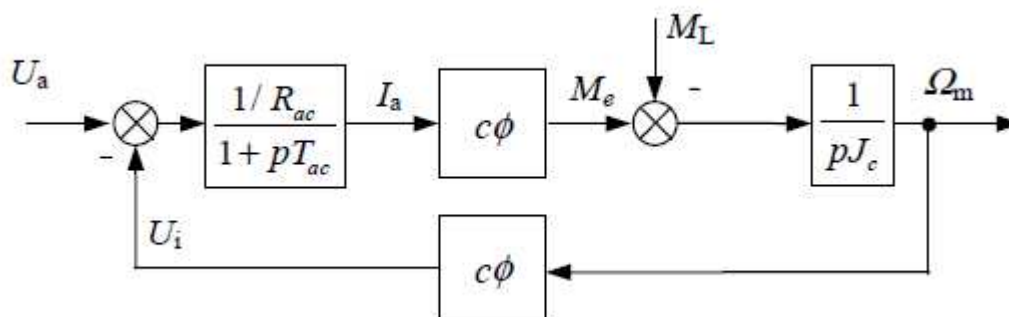 M_L
U_a
1/ R_ac
1 + pT_ac
I_a
cϕ
M_e
-
1
pJ_c
Ω_m
-
U_i
cϕ